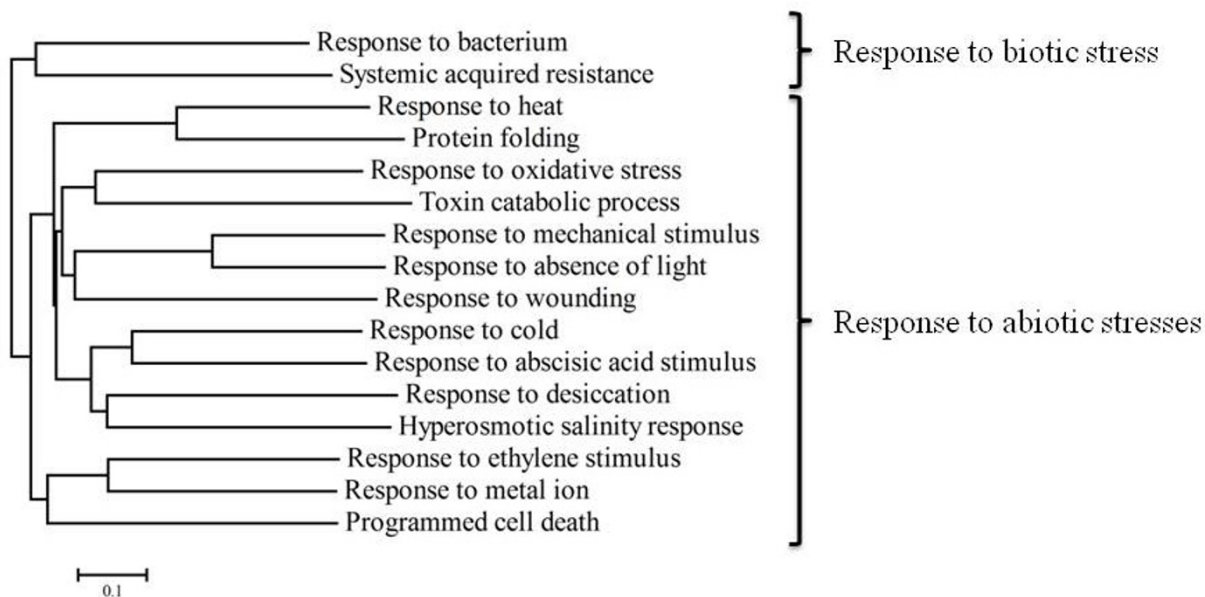 Response to bacterium
Systemic acquired resistance
Response to biotic stress
Response to heat
Protein folding
Response to oxidative stress
Toxin catabolic process
Response to mechanical stimulus
Response to absence of light
Response to wounding
Response to cold
Response to abscisic acid stimulus
Response to desiccation
Hyperosmotic salinity response
Response to ethylene stimulus
Response to metal ion
Programmed cell death
Response to abiotic stresses
0.1